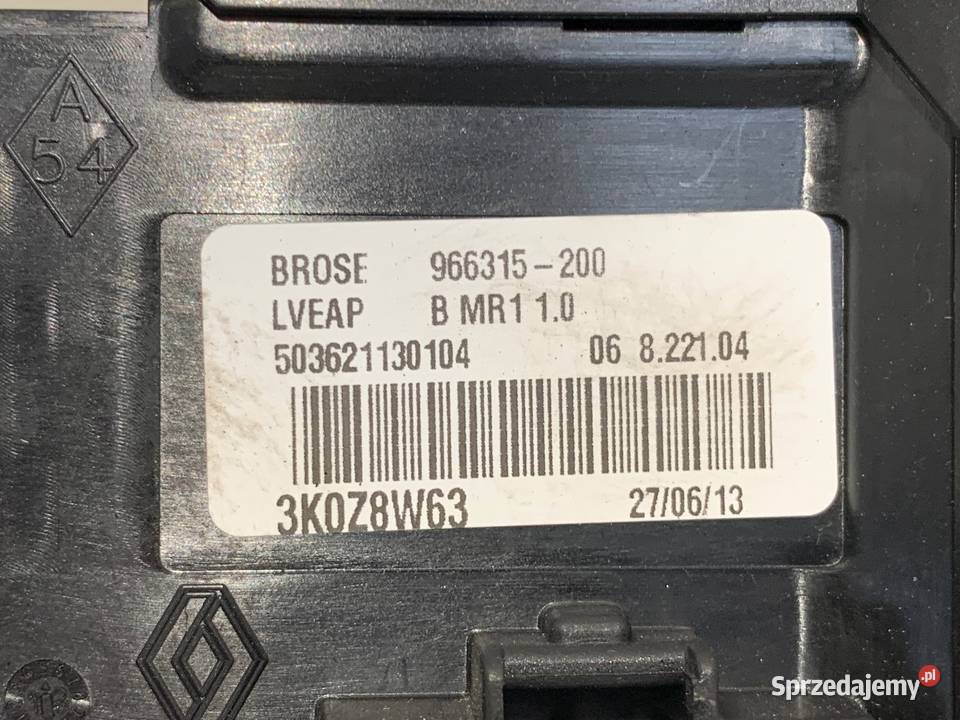 A
54
BROSE 966315-200
LVEAP B MR1 1.0
503621130104 06 8.221.04
3K0Z8W63 27/06/13
Sprzedajemy.pl